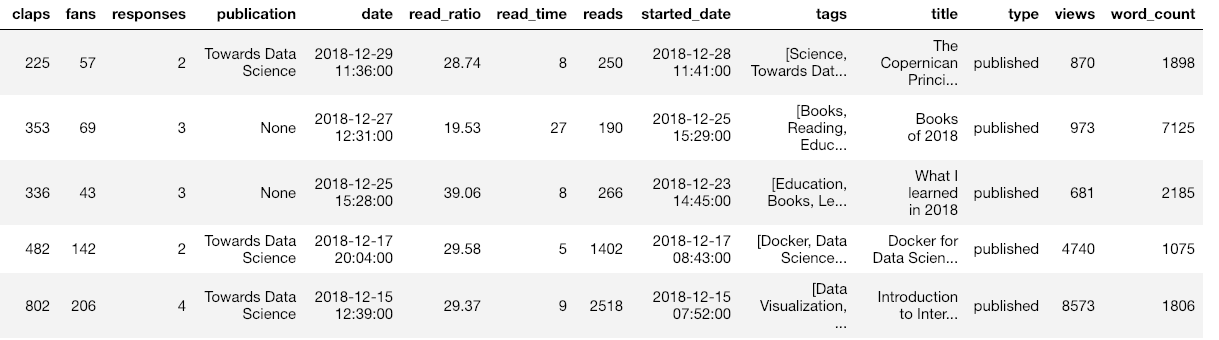 claps fans responses publication date read_ratio read_time reads started_date tags title type views word_count
225 57 2 Towards Data Science 2018-12-29 11:36:00 28.74 8 250 2018-12-28 11:41:00 [Science, Towards Dat... The Copernican Princi... published 870 1898
353 69 3 None 2018-12-27 12:31:00 19.53 27 190 2018-12-25 15:29:00 [Books, Reading, Educ... Books of 2018 published 973 7125
336 43 3 None 2018-12-25 15:28:00 39.06 8 266 2018-12-23 14:45:00 [Education, Books, Le... What I learned in 2018 published 681 2185
482 142 2 Towards Data Science 2018-12-17 20:04:00 29.58 5 1402 2018-12-17 08:43:00 [Docker, Data Science... Docker for Data Scien... published 4740 1075
802 206 4 Towards Data Science 2018-12-15 12:39:00 29.37 9 2518 2018-12-15 07:52:00 [Data Visualization, ... Introduction to Inter... published 8573 1806